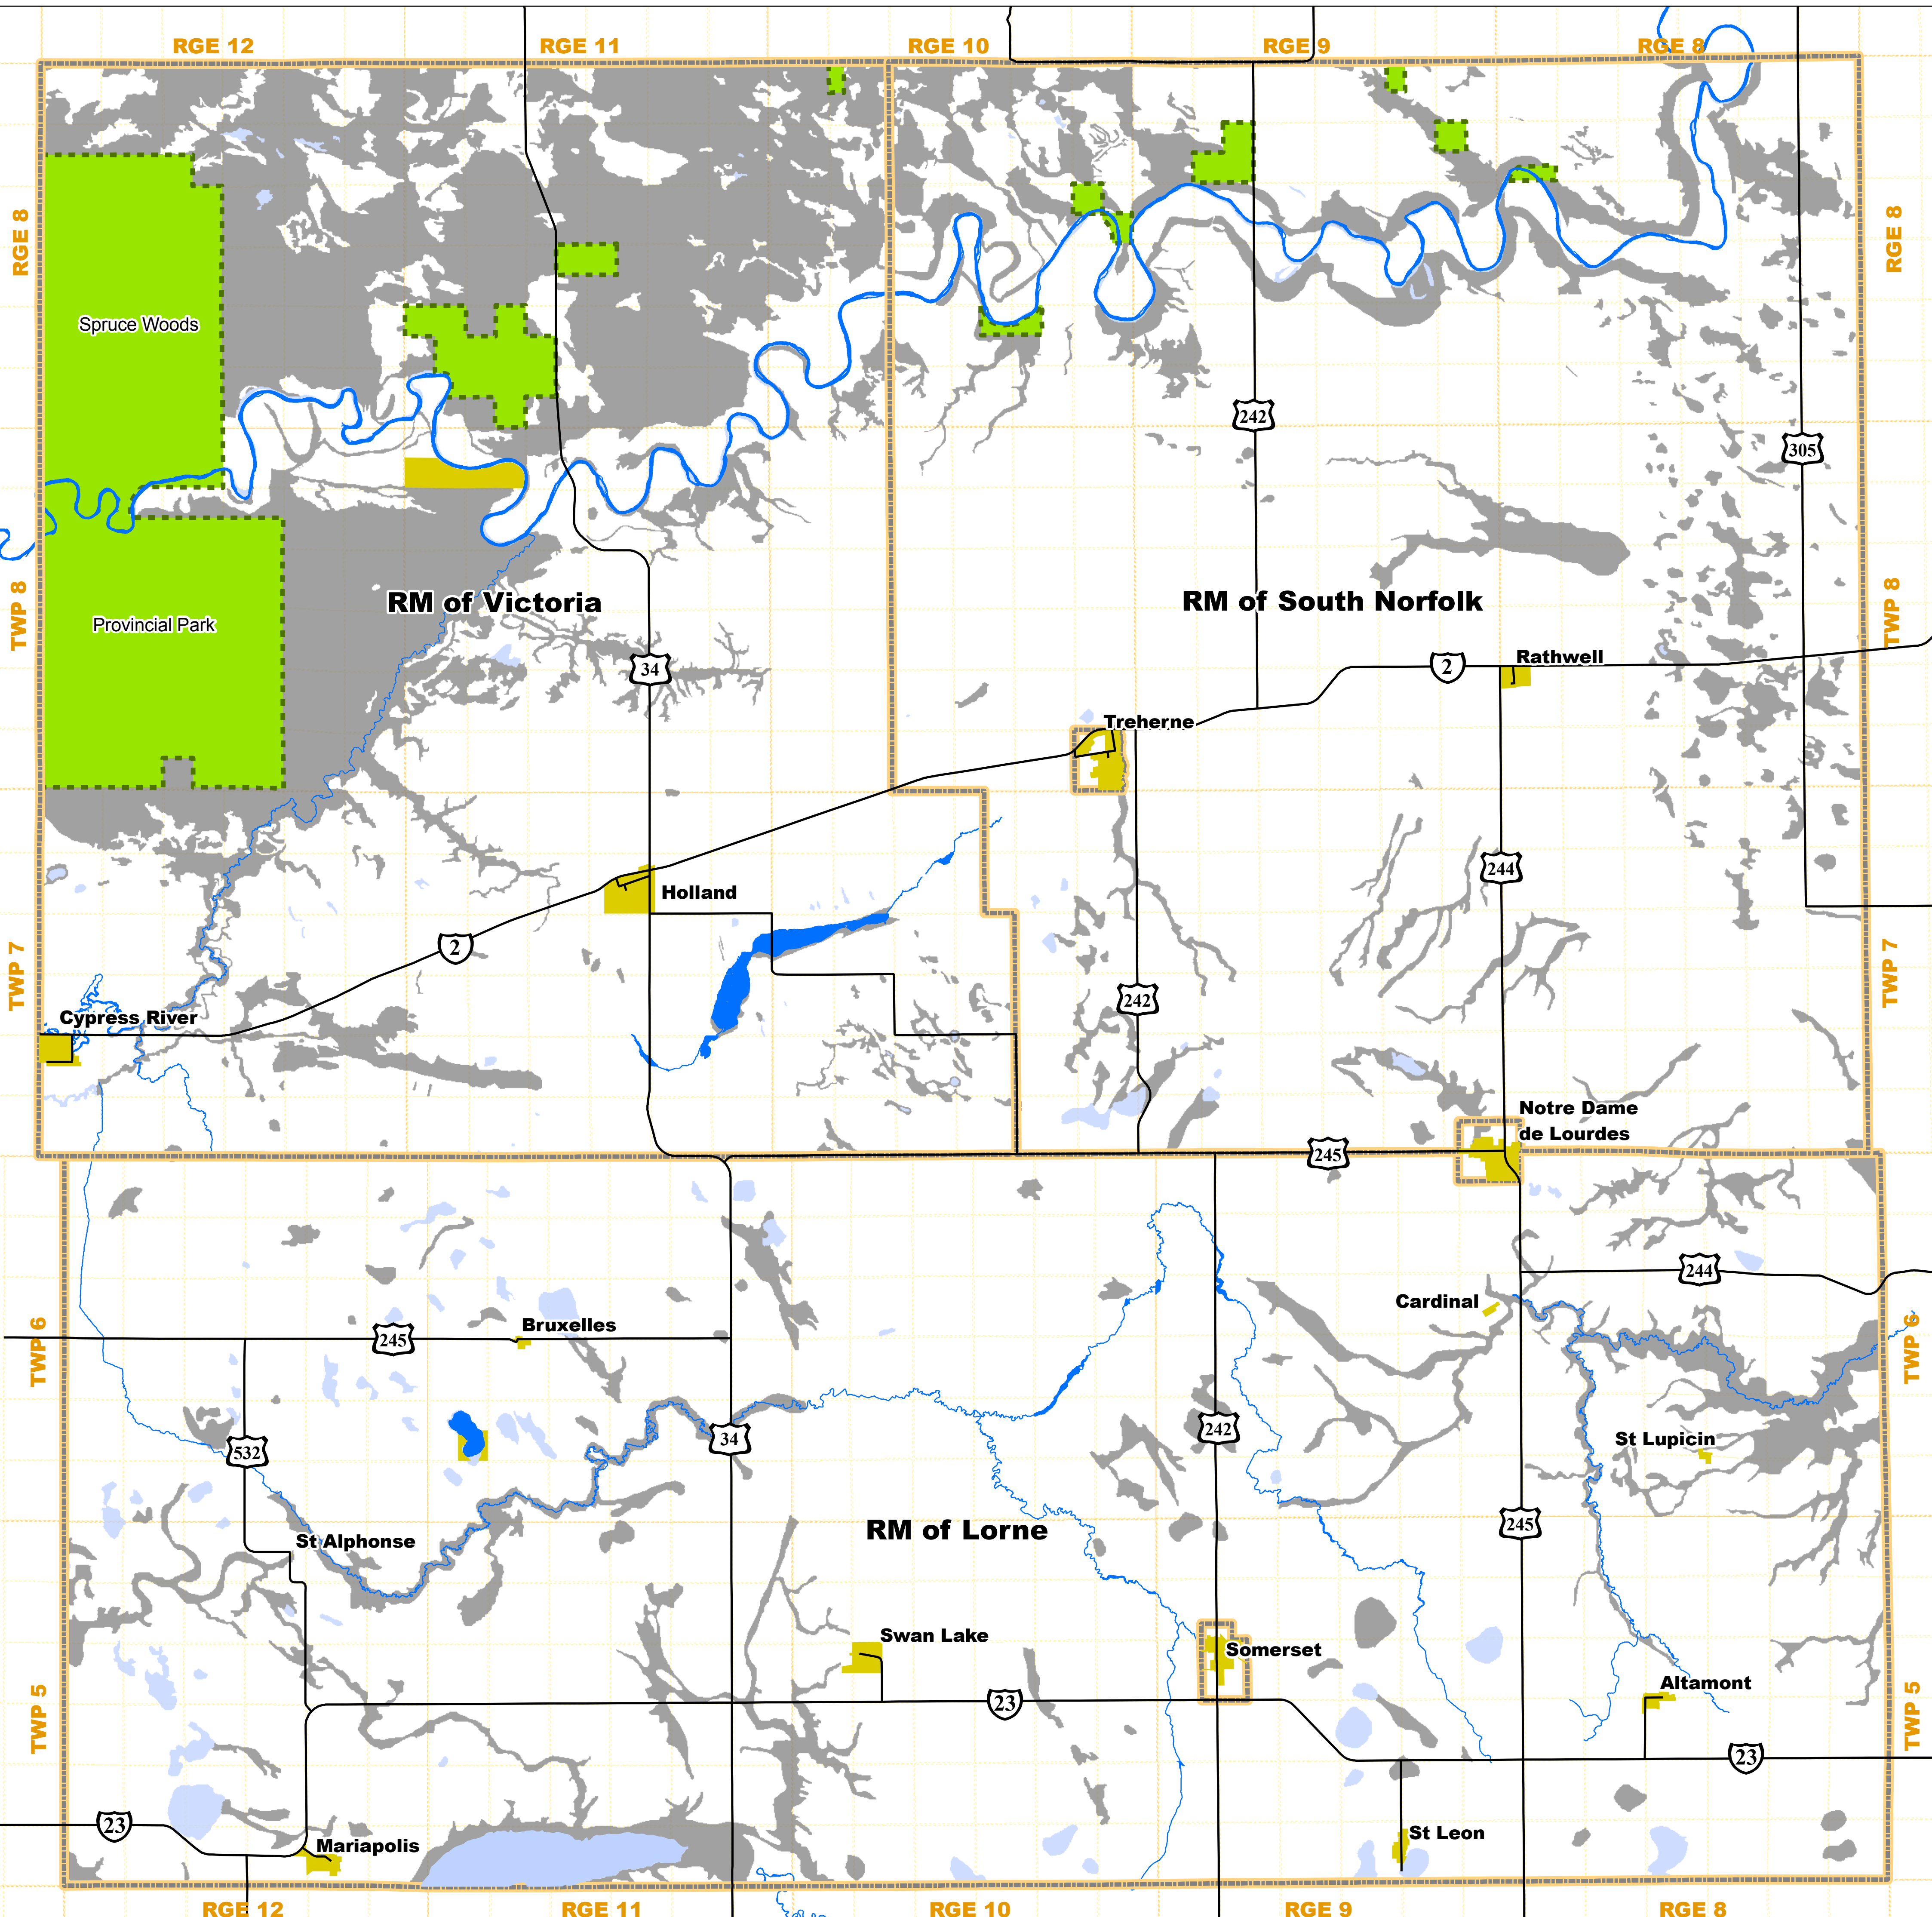 RGE 12
RGE 11
RGE 10
RGE 9
RGE 8
RGE 8
RGE 8
Spruce Woods
242
305
TWP 8
TWP 8
RM of Victoria
RM of South Norfolk
Provincial Park
34
2
Rathwell
Treherne
244
Holland
2
TWP 7
TWP 7
242
Cypress River
Notre Dame
de Lourdes
245
244
Cardinal
Bruxelles
245
TWP 6
TWP 6
532
34
242
St Lupicin
RM of Lorne
245
St Alphonse
Swan Lake
Somerset
Altamont
23
TWP 5
TWP 5
23
23
St Leon
Mariapolis
RGE 12
RGE 11
RGE 10
RGE 9
RGE 8